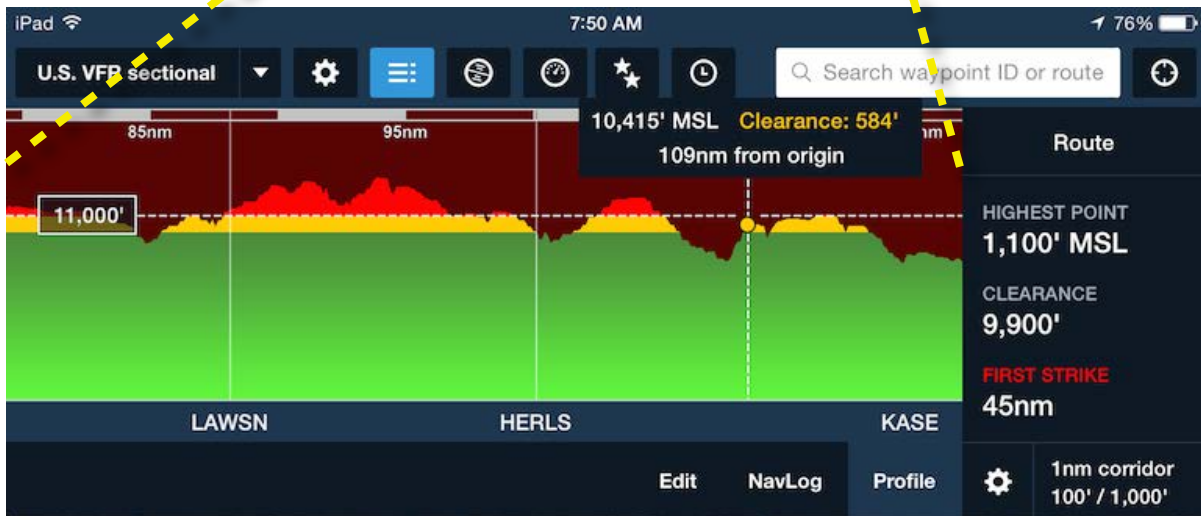 iPad 7:50 AM 76%
U.S. VFR sectional Search waypoint ID or route
10,415' MSL Clearance: 584'
109nm from origin
85nm 95nm nm
Route
11,000'
HIGHEST POINT
1,100' MSL
CLEARANCE
9,900'
FIRST STRIKE
45nm
LAWSN HERLS KASE
Edit NavLog Profile
1nm corridor
100' / 1,000'